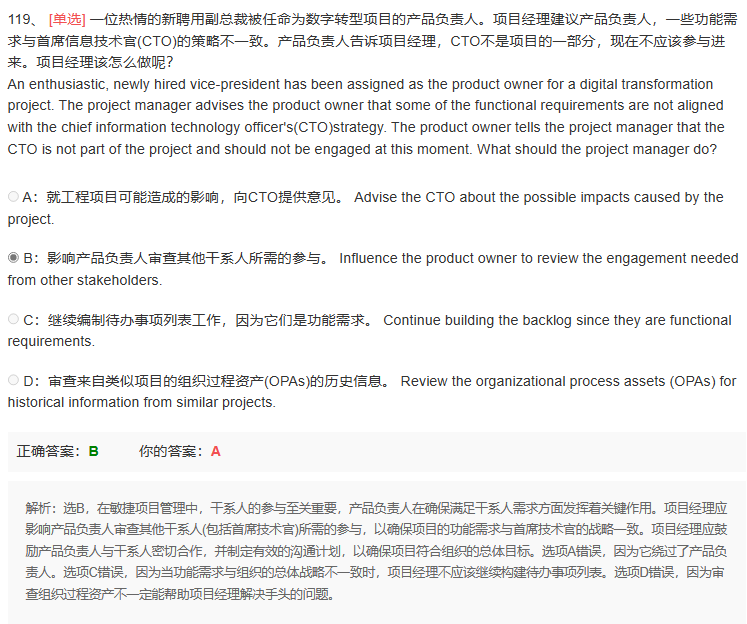 119、 [单选] 一位热情的新聘用副总裁被任命为数字转型项目的产品负责人。项目经理建议产品负责人，一些功能需
求与首席信息技术官(CTO)的策略不一致。产品负责人告诉项目经理，CTO不是项目的一部分，现在不应该参与进
来。项目经理该怎么做呢?
An enthusiastic, newly hired vice-president has been assigned as the product owner for a digital transformation
project. The project manager advises the product owner that some of the functional requirements are not aligned
with the chief information technology officer's(CTO)strategy. The product owner tells the project manager that the
CTO is not part of the project and should not be engaged at this moment. What should the project manager do?
A：就工程项目可能造成的影响，向CTO提供意见。 Advise the CTO about the possible impacts caused by the
project.
B：影响产品负责人审查其他干系人所需的参与。 Influence the product owner to review the engagement needed
from other stakeholders.
C：继续编制待办事项列表工作，因为它们是功能需求。 Continue building the backlog since they are functional
requirements.
D：审查来自类似项目的组织过程资产(OPAs)的历史信息。 Review the organizational process assets (OPAs) for
historical information from similar projects.
正确答案：B 你的答案：A
解析：选B，在敏捷项目管理中，干系人的参与至关重要，产品负责人在确保满足干系人需求方面发挥着关键作用。项目经理应
影响产品负责人审查其他干系人(包括首席技术官)所需的参与，以确保项目的功能需求与首席技术官的战略一致。项目经理应鼓
励产品负责人与干系人密切合作，并制定有效的沟通计划，以确保项目符合组织的总体目标。选项A错误，因为它绕过了产品负
责人。选项C错误，因为当功能需求与组织的总体战略不一致时，项目经理不应该继续构建待办事项列表。选项D错误，因为审
查组织过程资产不一定能帮助项目经理解决手头的问题。